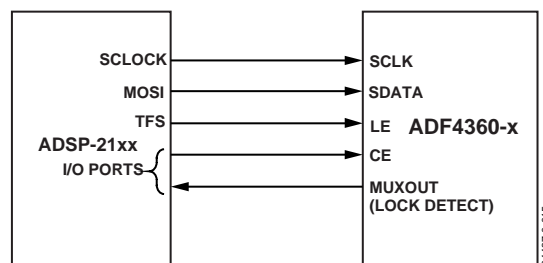 SCLOCK
MOSI
TFS
ADSP-21xx
I/O PORTS
SCLK
SDATA
LE
ADF4360-x
CE
MUXOUT
(LOCK DETECT)